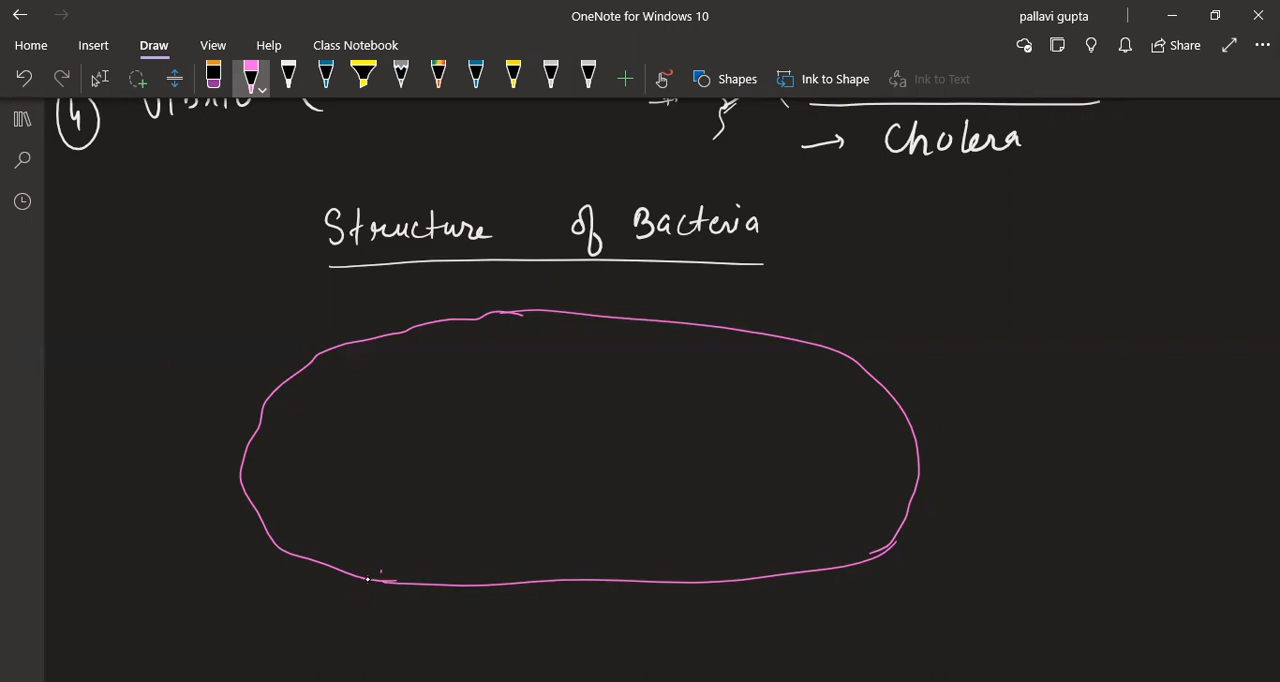 OneNote for Windows 10
pallavi gupta
Home Insert Draw View Help Class Notebook
Share
Shapes
Ink to Shape
Ink to Text
4
→ Cholera
Structure of Bacteria